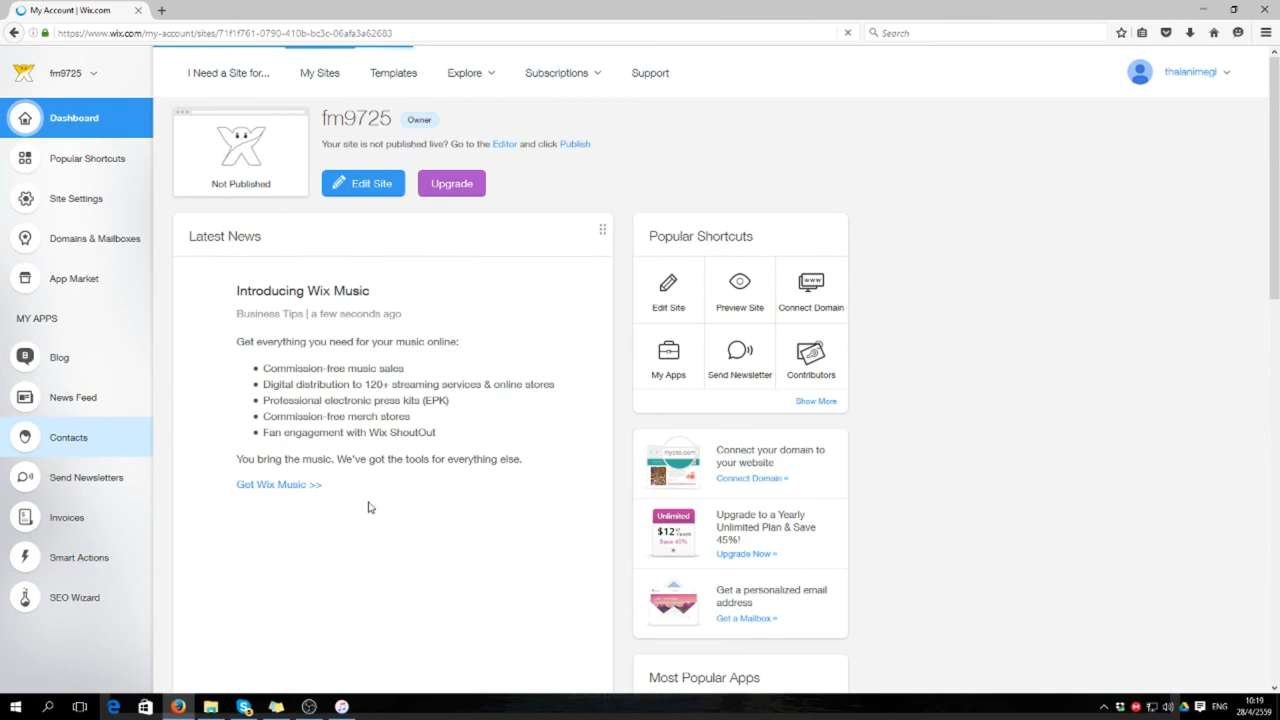 My Account | Wix.com
https://www.wix.com/my-account/sites/71f1f761-0790-410b-bc3c-06afa3a62683
Search
fm9725
I Need a Site for...
My Sites
Templates
Explore
Subscriptions
Support
thaianimegi
Dashboard
Popular Shortcuts
Site Settings
Domains & Mailboxes
App Market
MY APPS
Blog
News Feed
Contacts
Send Newsletters
Invoices
Smart Actions
SEO Wizard
Not Published
fm9725 Owner
Your site is not published live? Go to the Editor and click Publish
Edit Site
Upgrade
Latest News
Introducing Wix Music
Business Tips | a few seconds ago
Get everything you need for your music online:
• Commission-free music sales
• Digital distribution to 120+ streaming services & online stores
• Professional electronic press kits (EPK)
• Commission-free merch stores
• Fan engagement with Wix ShoutOut
You bring the music. We've got the tools for everything else.
Get Wix Music >>
Popular Shortcuts
Edit Site
Preview Site
www
Connect Domain
My Apps
Send Newsletter
Contributors
Show More
Connect your domain to
your website
Connect Domain »
Unlimited
$12
Save 45%
Upgrade to a Yearly
Unlimited Plan & Save
45%!
Upgrade Now »
Get a personalized email
address
Get a Mailbox »
Most Popular Apps
ENG
10:19
28/4/2559